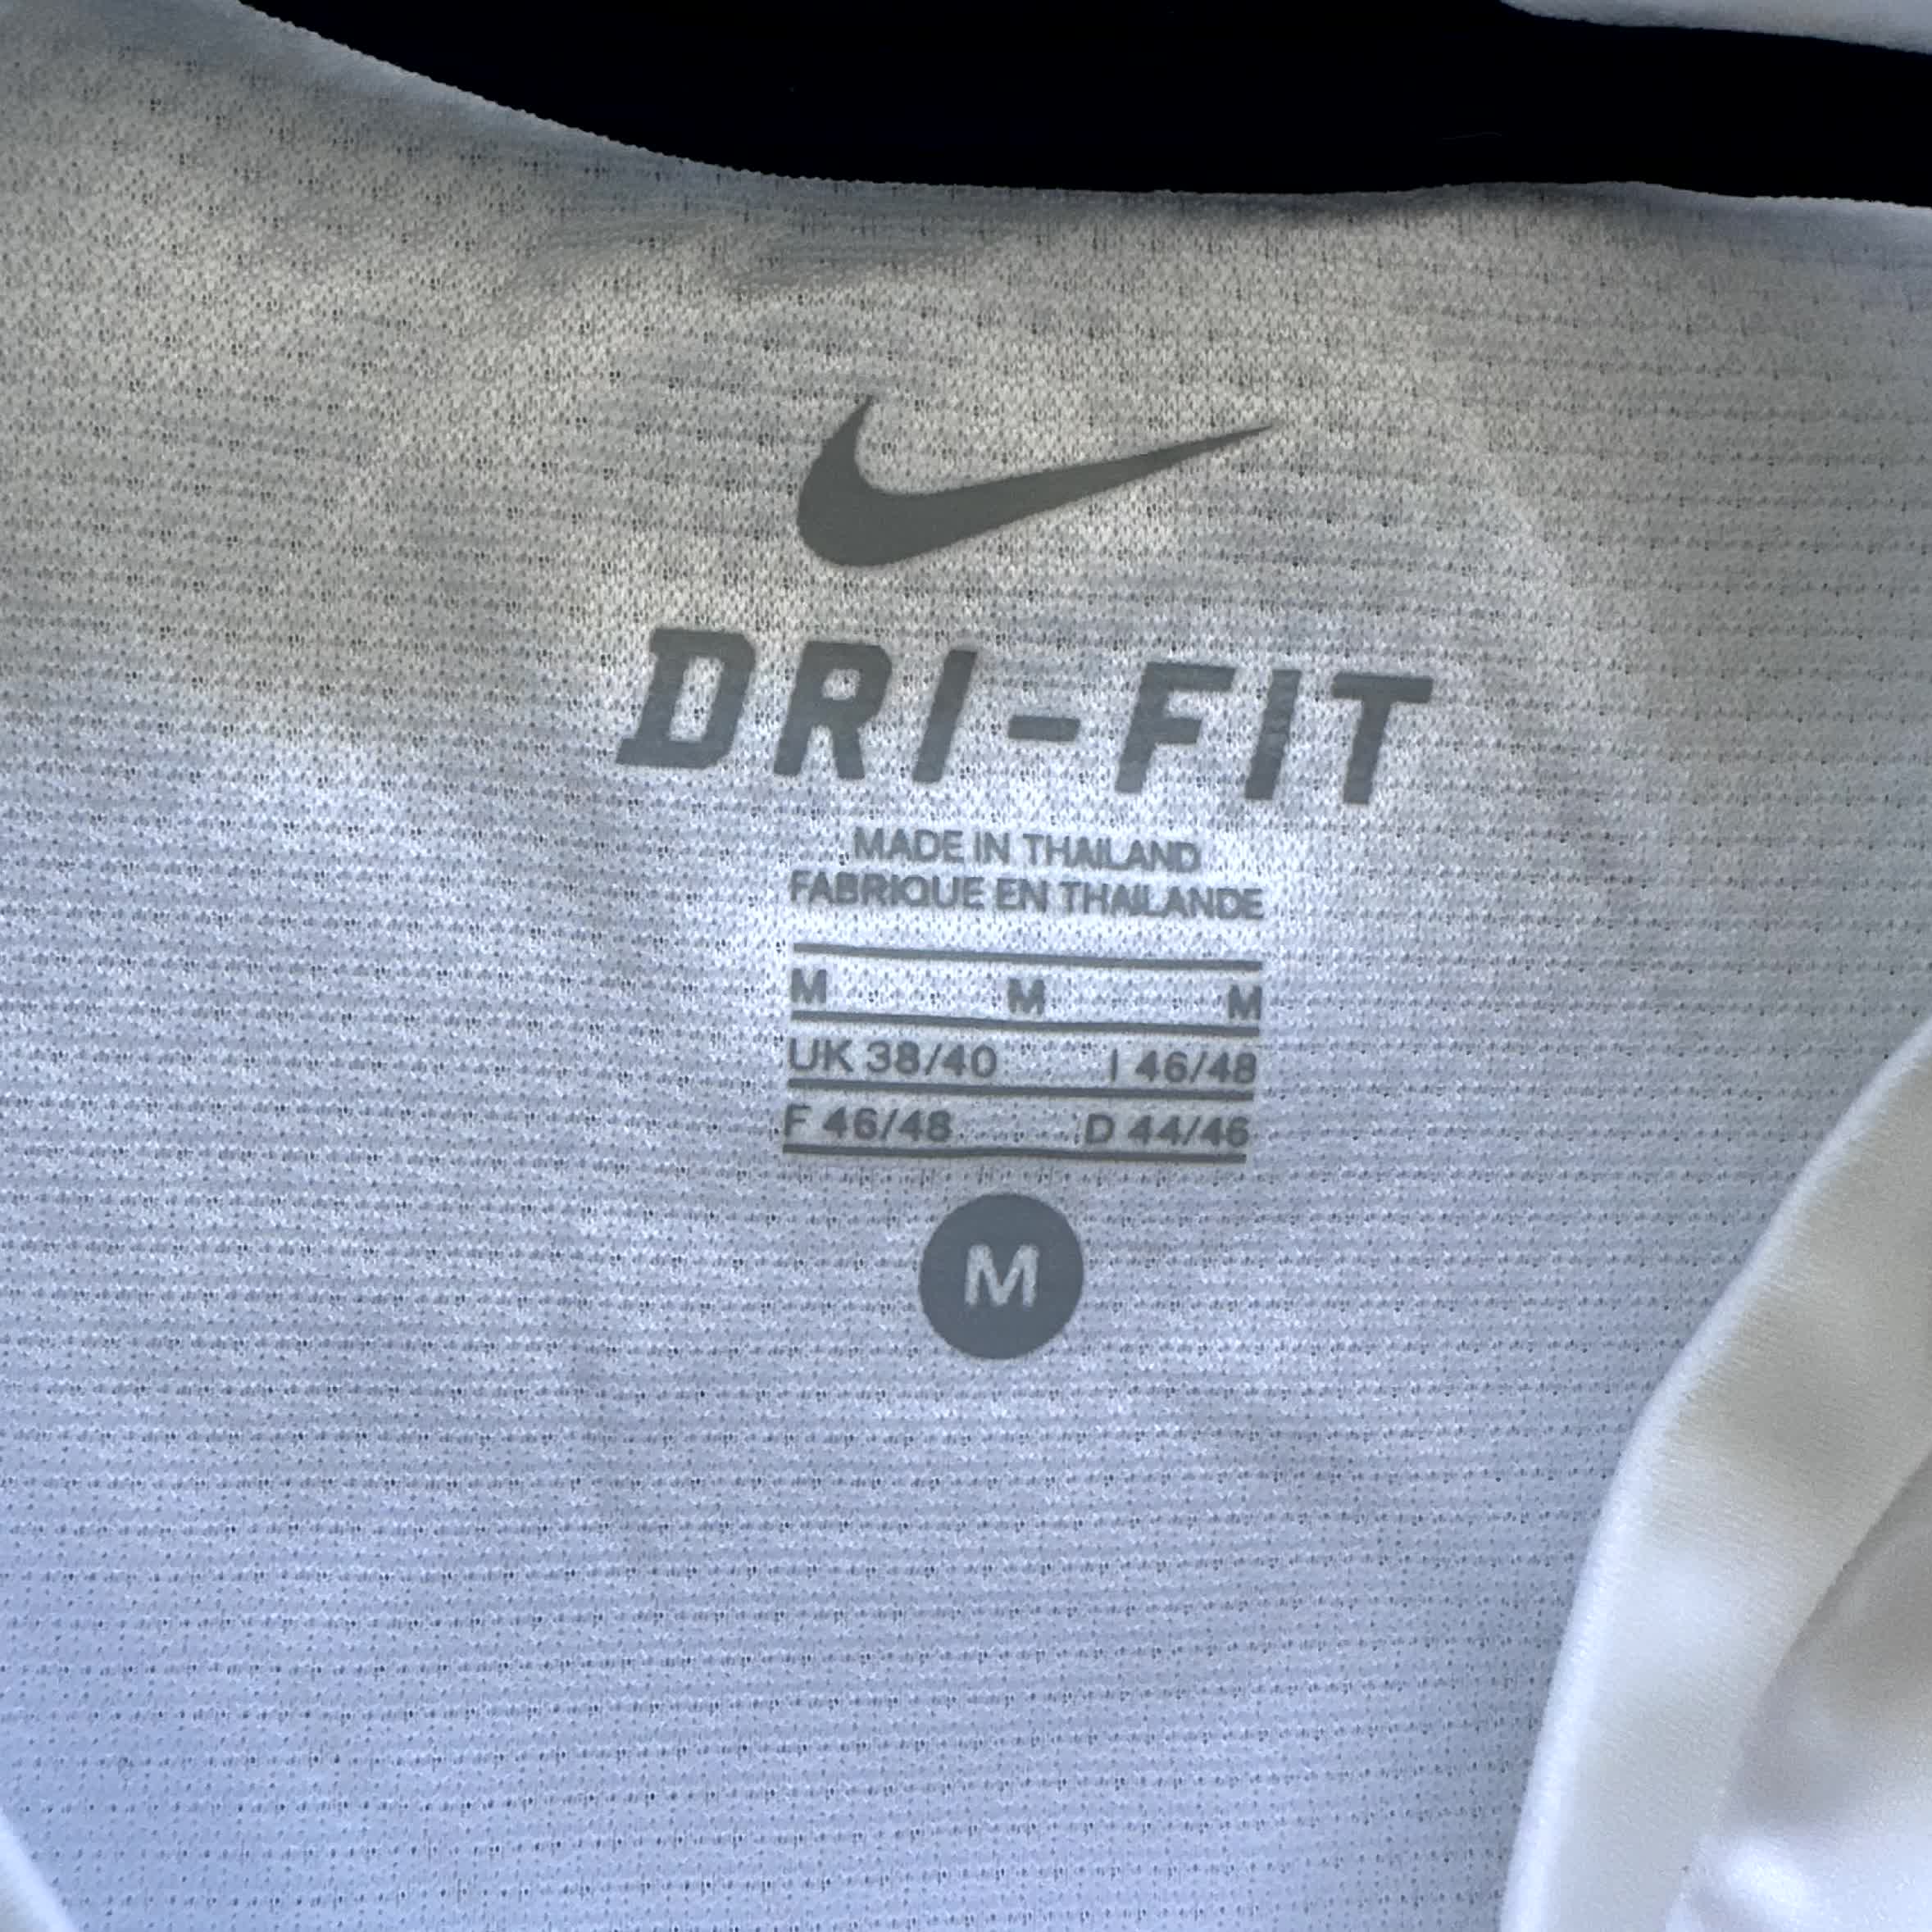 DRI-FIT
MADE IN THAILAND
FABRIQUE EN THAILANDE
M M M
UK 38/40 I 46/48
F 46/48 D 44/46
M